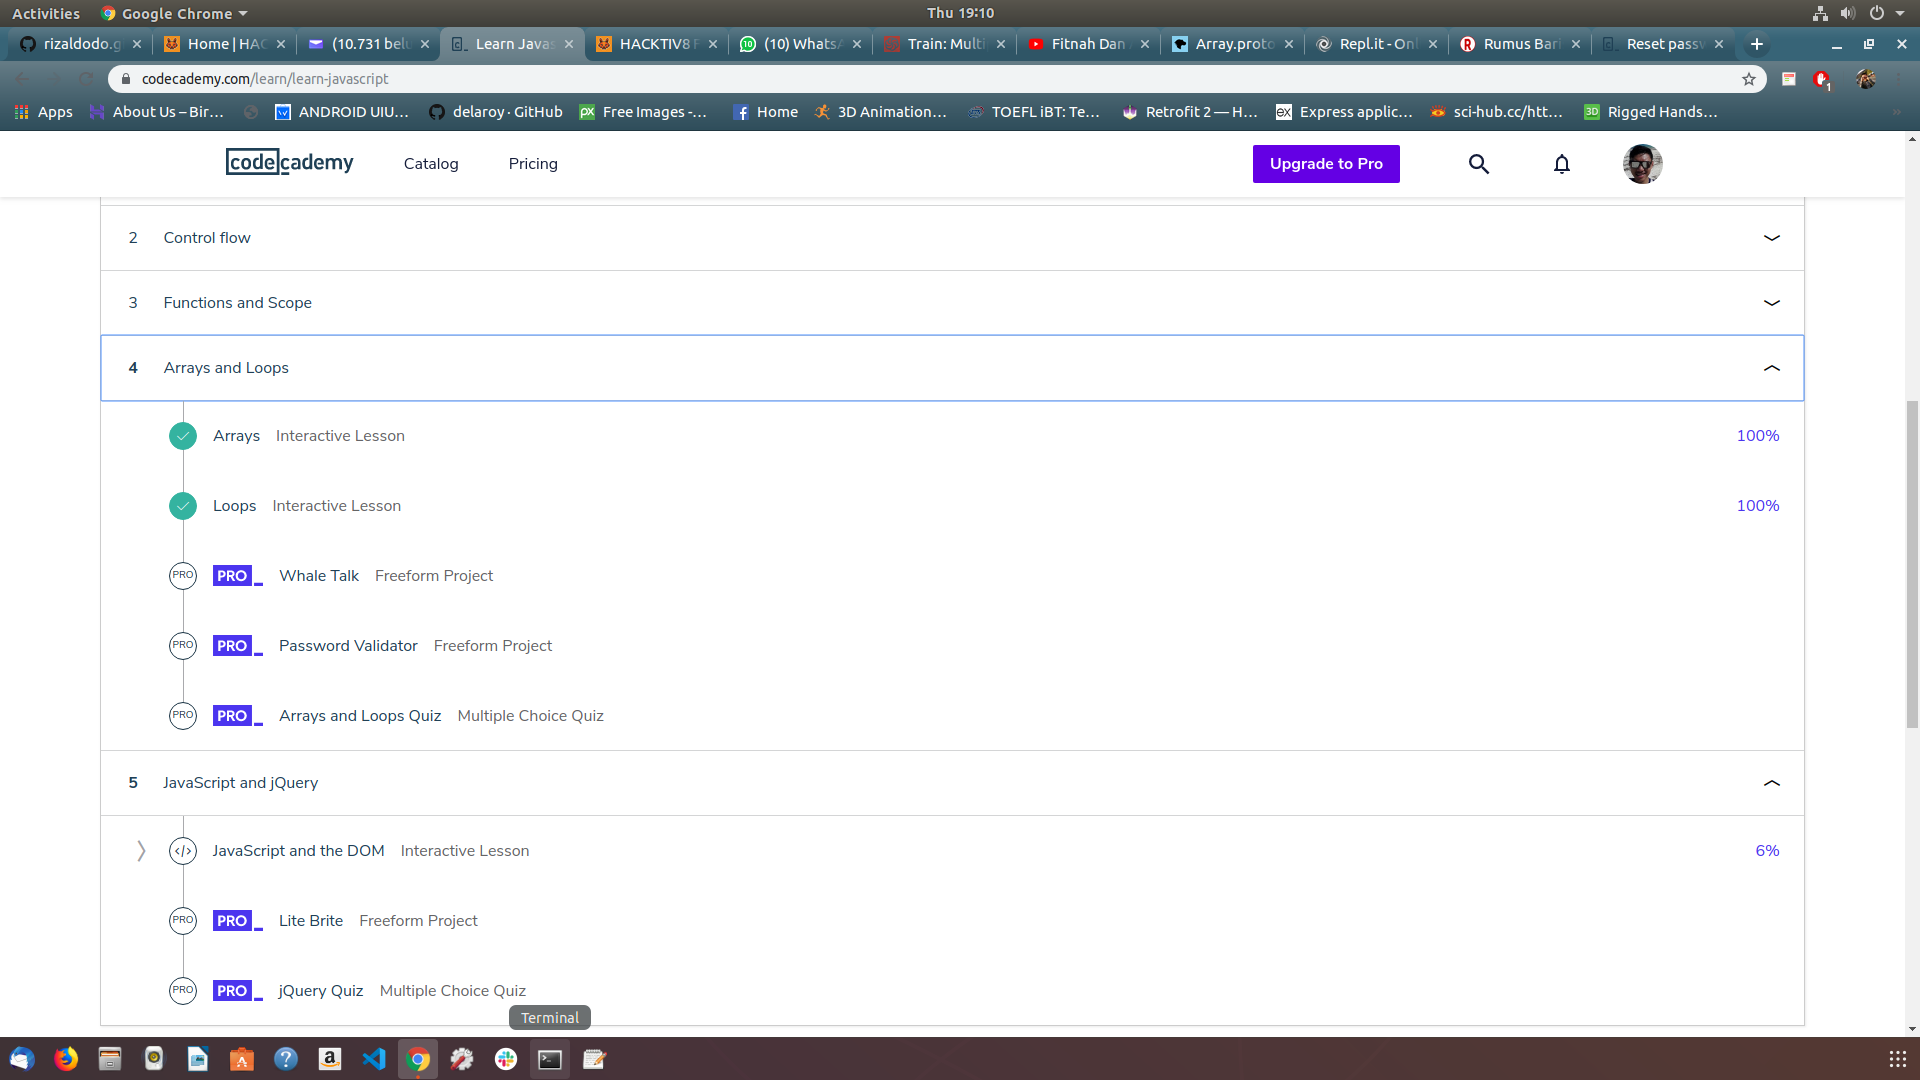 Activities Google Chrome Thu 19:10
rizaldodo.g Home | HAC (10.731 belu Learn Javas HACKTIV8 F (10) WhatsA Train: Multi Fitnah Dan Array.proto Repl.it - Onl Rumus Bari Reset passw
codecademy.com/learn/learn-javascript
1
Apps About Us – Bir… ANDROID UIU… delaroy · GitHub Free Images -… Home 3D Animation… TOEFL iBT: Te… Retrofit 2 — H… Express applic… sci-hub.cc/htt… Rigged Hands…
codecademy Catalog Pricing Upgrade to Pro
2 Control flow
3 Functions and Scope
4 Arrays and Loops
Arrays Interactive Lesson 100%
Loops Interactive Lesson 100%
PRO PRO_ Whale Talk Freeform Project
PRO PRO_ Password Validator Freeform Project
PRO PRO_ Arrays and Loops Quiz Multiple Choice Quiz
5 JavaScript and jQuery
</> JavaScript and the DOM Interactive Lesson 6%
PRO PRO_ Lite Brite Freeform Project
PRO PRO_ jQuery Quiz Multiple Choice Quiz
Terminal